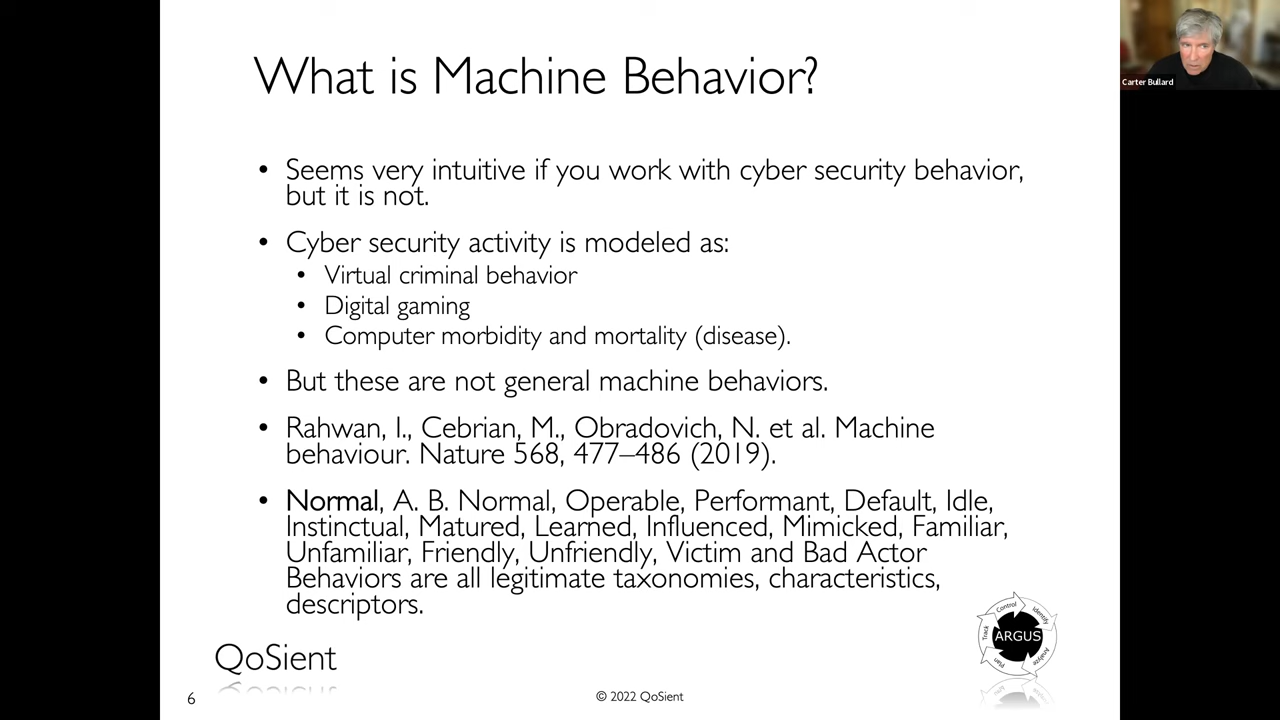 What is Machine Behavior?
Carter Bullard
• Seems very intuitive if you work with cyber security behavior,
but it is not.
• Cyber security activity is modeled as:
• Virtual criminal behavior
• Digital gaming
• Computer morbidity and mortality (disease).
• But these are not general machine behaviors.
• Rahwan, I., Cebrian, M., Obradovich, N. et al. Machine
behaviour. Nature 568, 477–486 (2019).
• Normal, A. B. Normal, Operable, Performant, Default, Idle,
Instinctual, Matured, Learned, Influenced, Mimicked, Familiar,
Unfamiliar, Friendly, Unfriendly, Victim and Bad Actor
Behaviors are all legitimate taxonomies, characteristics,
descriptors.
Control
Identify
Track
ARGUS
Plan
Analyze
QoSient
6
© 2022 QoSient